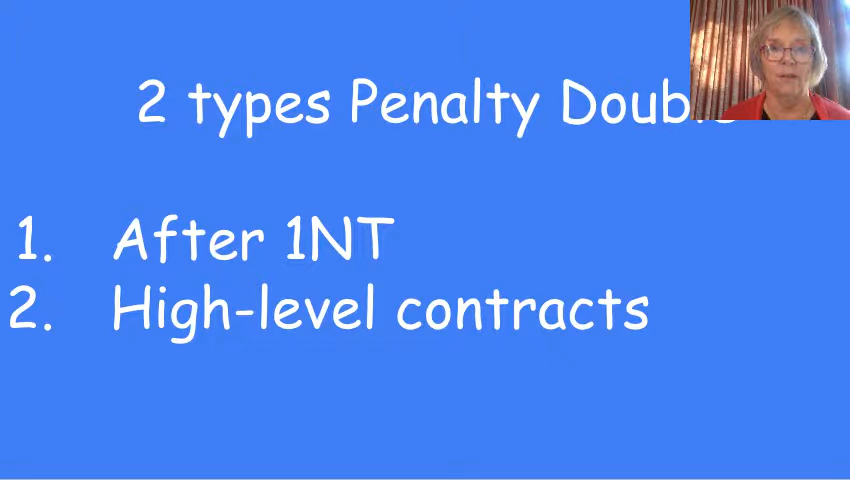 2 types Penalty
1. After 1NT
2. High-level contracts